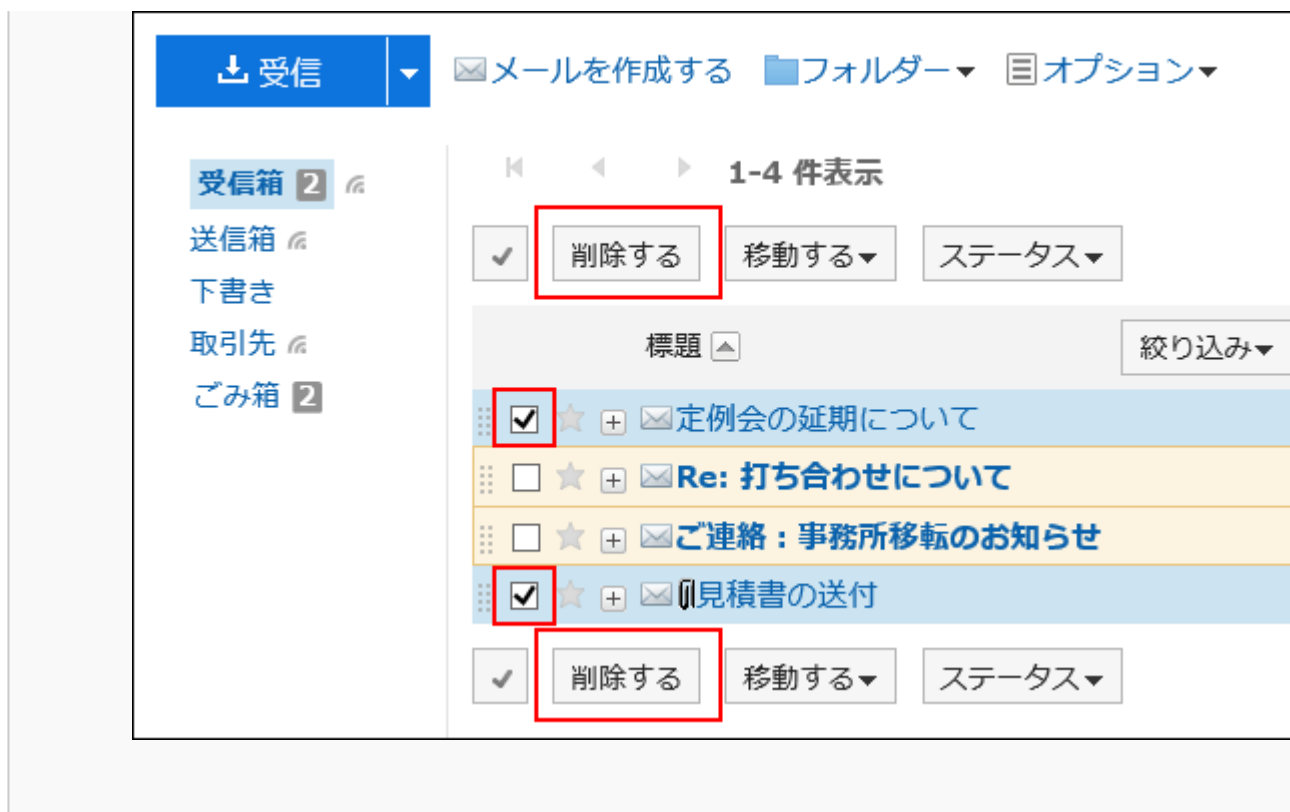 受信 メールを作成する フォルダー オプション
受信箱 2
送信箱
下書き
取引先
ごみ箱 2
1-4 件表示
削除する 移動する ステータス
標題 絞り込み
定例会の延期について
Re: 打ち合わせについて
ご連絡：事務所移転のお知らせ
見積書の送付
削除する 移動する ステータス